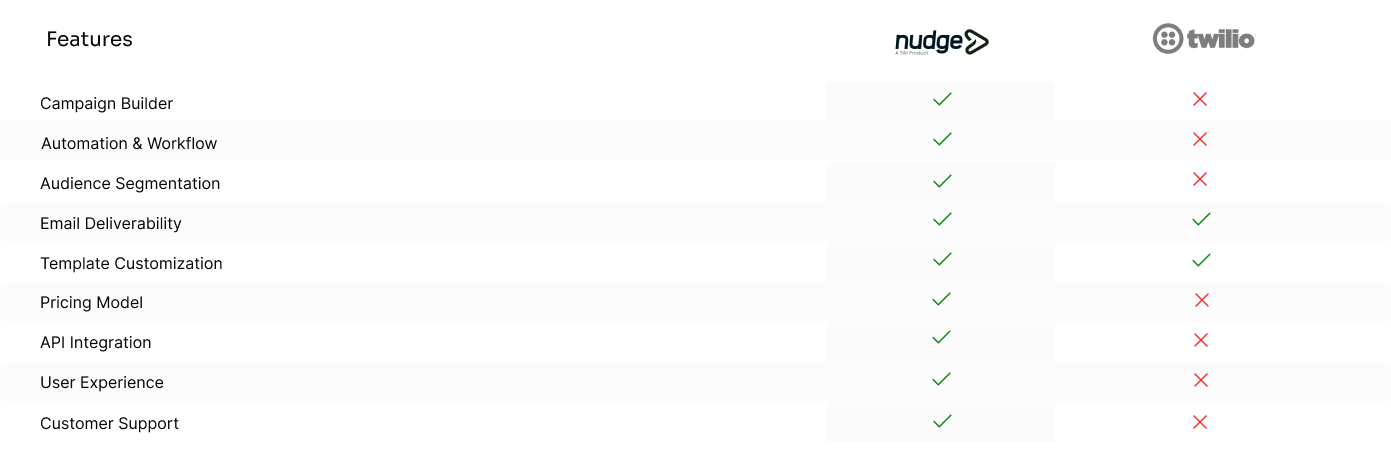 Features
nudge
A Tilli Product
twilio
Campaign Builder
Automation & Workflow
Audience Segmentation
Email Deliverability
Template Customization
Pricing Model
API Integration
User Experience
Customer Support